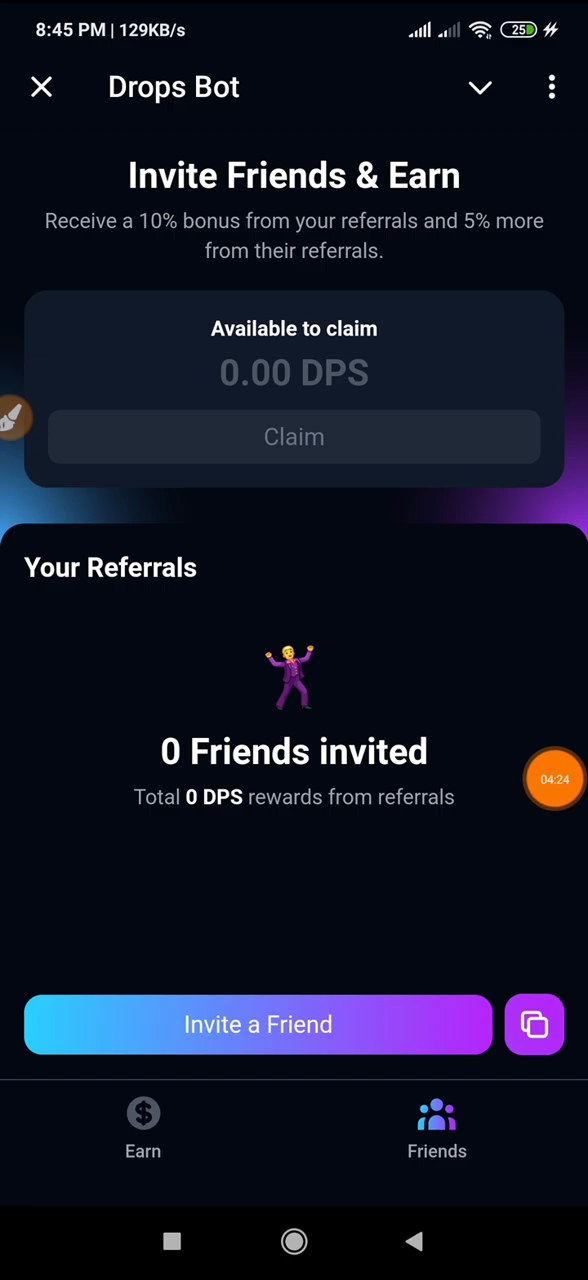 8:45 PM | 129KB/s
25
Drops Bot
Invite Friends & Earn
Receive a 10% bonus from your referrals and 5% more
from their referrals.
Available to claim
0.00 DPS
Claim
Your Referrals
0 Friends invited
04:24
Total 0 DPS rewards from referrals
Invite a Friend
Earn
Friends